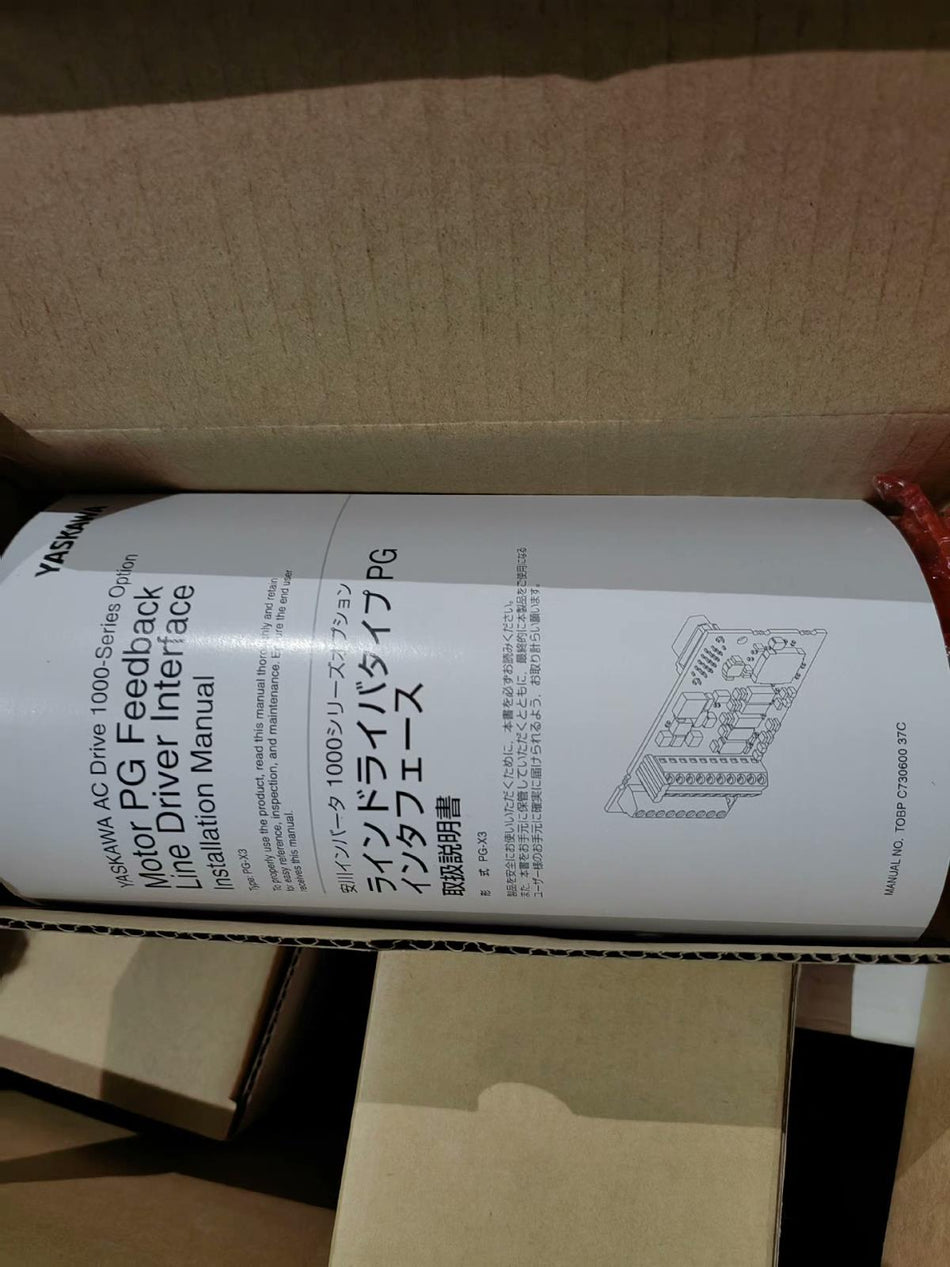 YASKAWA
YASKAWA AC Drive 1000-Series Option
Motor PG Feedback
Line Driver Interface
Installation Manual
Type: PG-X3
To properly use the product, read this manual thoroughly and retain
for easy reference, inspection, and maintenance. Ensure the end user
receives this manual.
安川インバータ 1000シリーズオプション
ラインドライバタイプ PG
インタフェース
取扱説明書
形 式 PG-X3
製品を安全にお使いいただくために、本書を必ずお読みください。
また、本書をお手元に保管していただくとともに、最終的に本製品をご使用になる
ユーザー様のお手元に確実に届けられるよう、お取り計らい願います。
MANUAL NO. TOBP C730600 37C